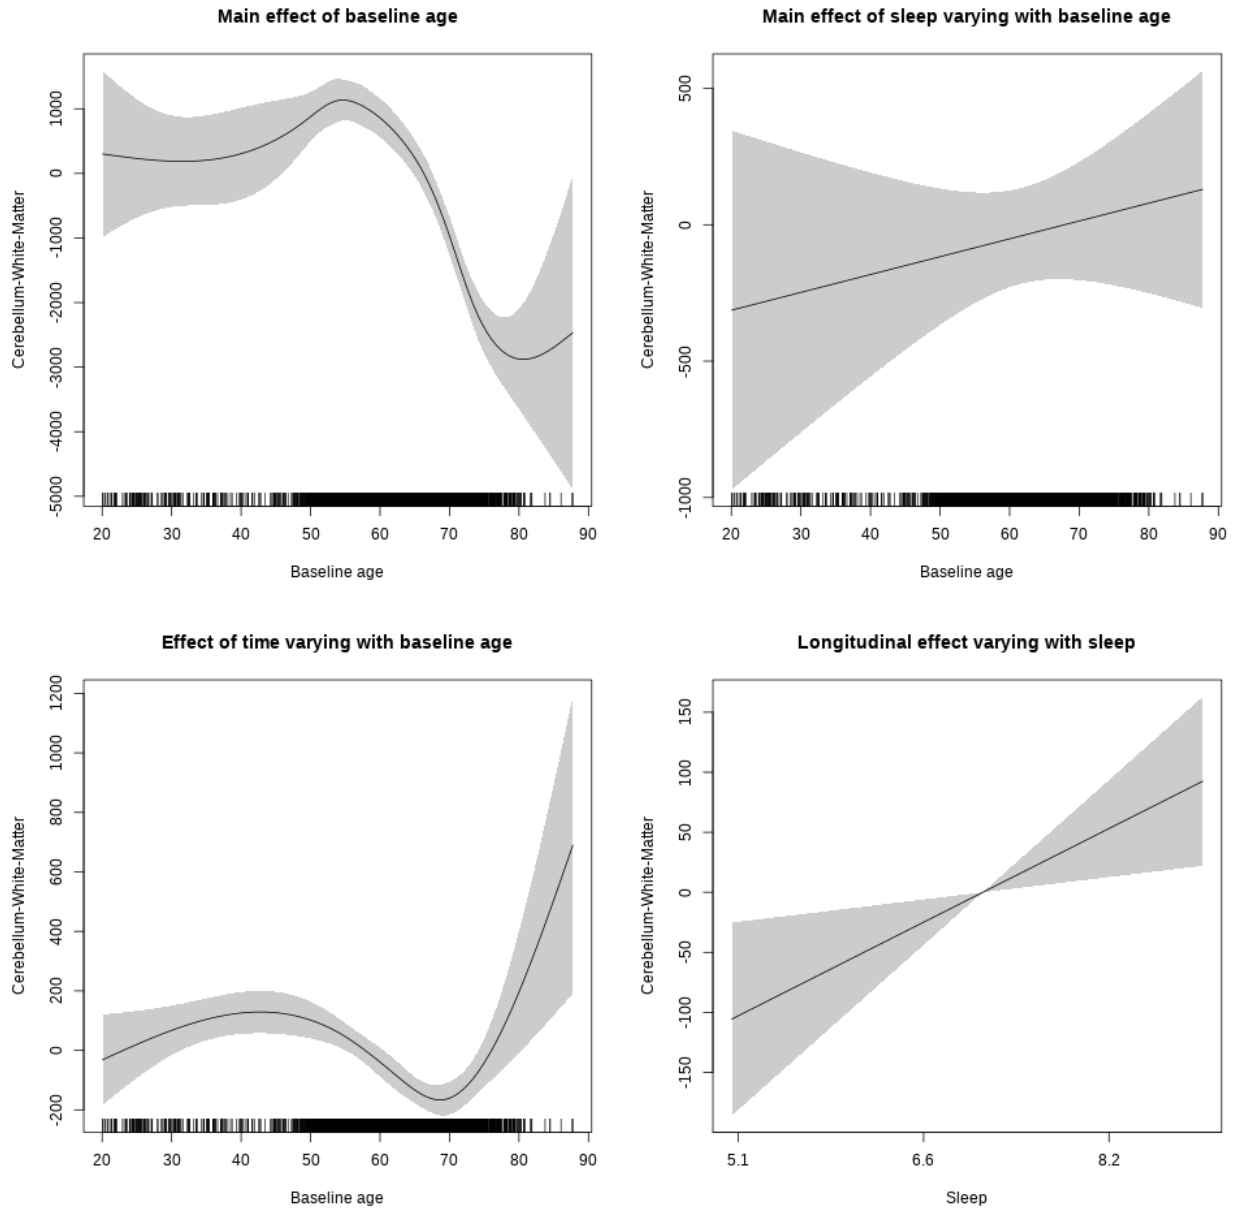 Main effect of baseline age
Cerebellum-White-Matter
1000
0
-1000
-2000
-3000
-4000
-5000
20 30 40 50 60 70 80 90
Baseline age
Main effect of sleep varying with baseline age
Cerebellum-White-Matter
500
0
-500
-1000
20 30 40 50 60 70 80 90
Baseline age
Effect of time varying with baseline age
Cerebellum-White-Matter
1200
1000
800
600
400
200
0
-200
20 30 40 50 60 70 80 90
Baseline age
Longitudinal effect varying with sleep
Cerebellum-White-Matter
150
100
50
0
-50
-100
-150
5.1 6.6 8.2
Sleep